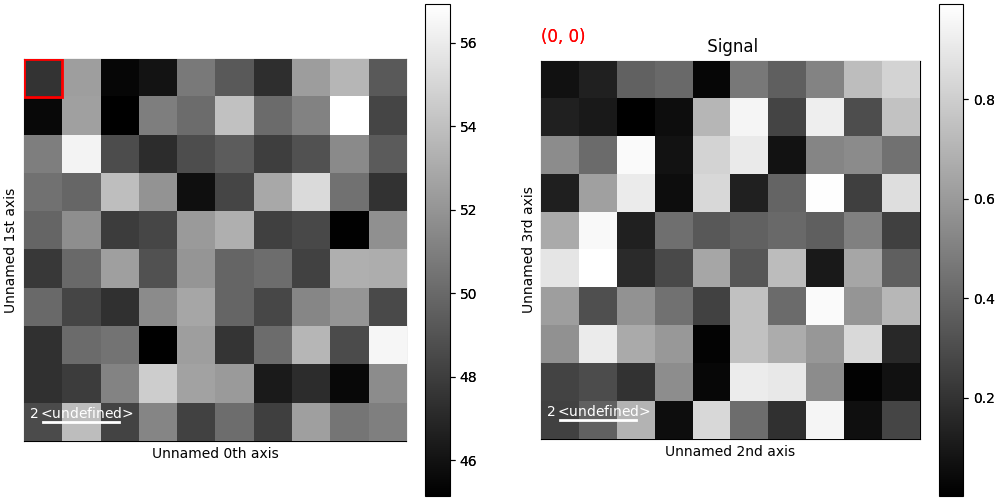 Unnamed 1st axis
2 <undefined>
Unnamed 0th axis
56
54
52
50
48
46
(0, 0)
Signal
Unnamed 3rd axis
2 <undefined>
Unnamed 2nd axis
0.8
0.6
0.4
0.2